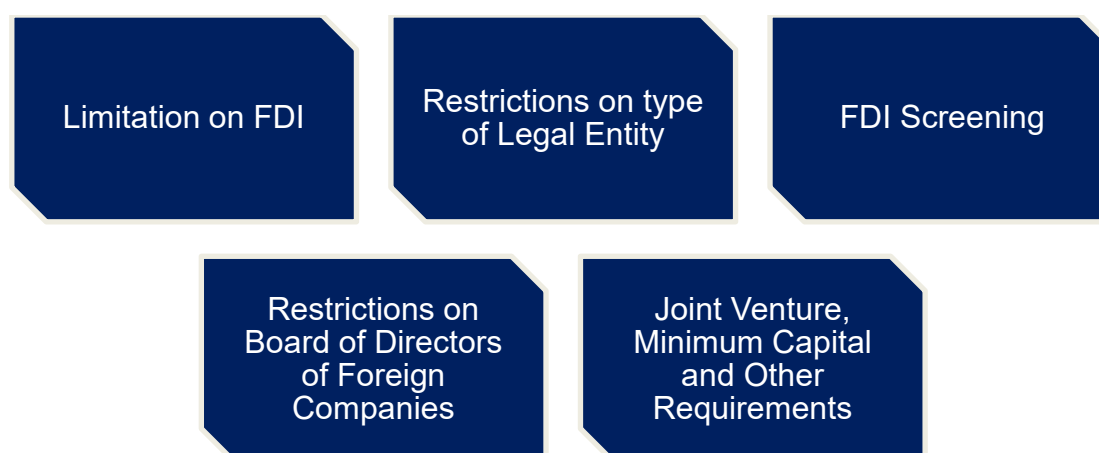 Limitation on FDI
Restrictions on type
of Legal Entity
FDI Screening
Restrictions on
Board of Directors
of Foreign
Companies
Joint Venture,
Minimum Capital
and Other
Requirements